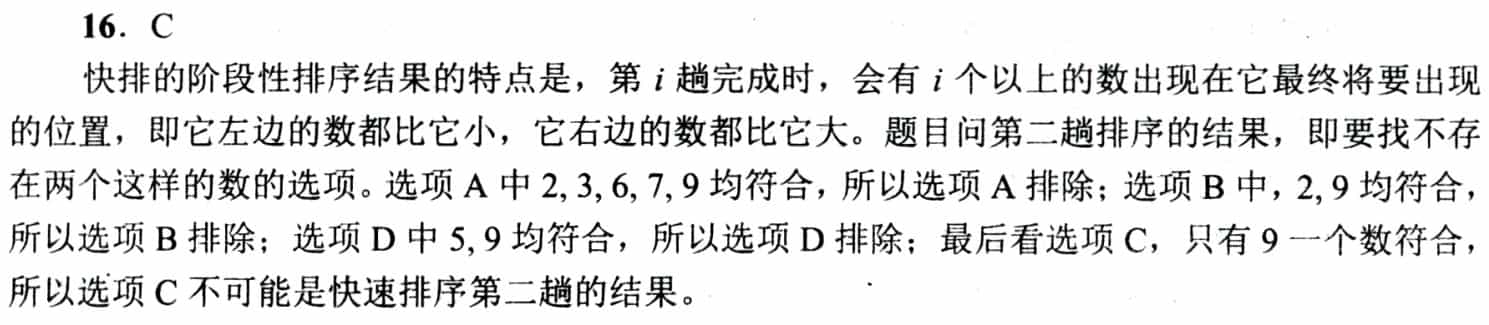 16. C
快排的阶段性排序结果的特点是，第 i 趟完成时，会有 i 个以上的数出现在它最终将要出现
的位置，即它左边的数都比它小，它右边的数都比它大。题目问第二趟排序的结果，即要找不存
在两个这样的数的选项。选项 A 中 2, 3, 6, 7, 9 均符合，所以选项 A 排除；选项 B 中，2, 9 均符合，
所以选项 B 排除；选项 D 中 5, 9 均符合，所以选项 D 排除；最后看选项 C，只有 9 一个数符合，
所以选项 C 不可能是快速排序第二趟的结果。